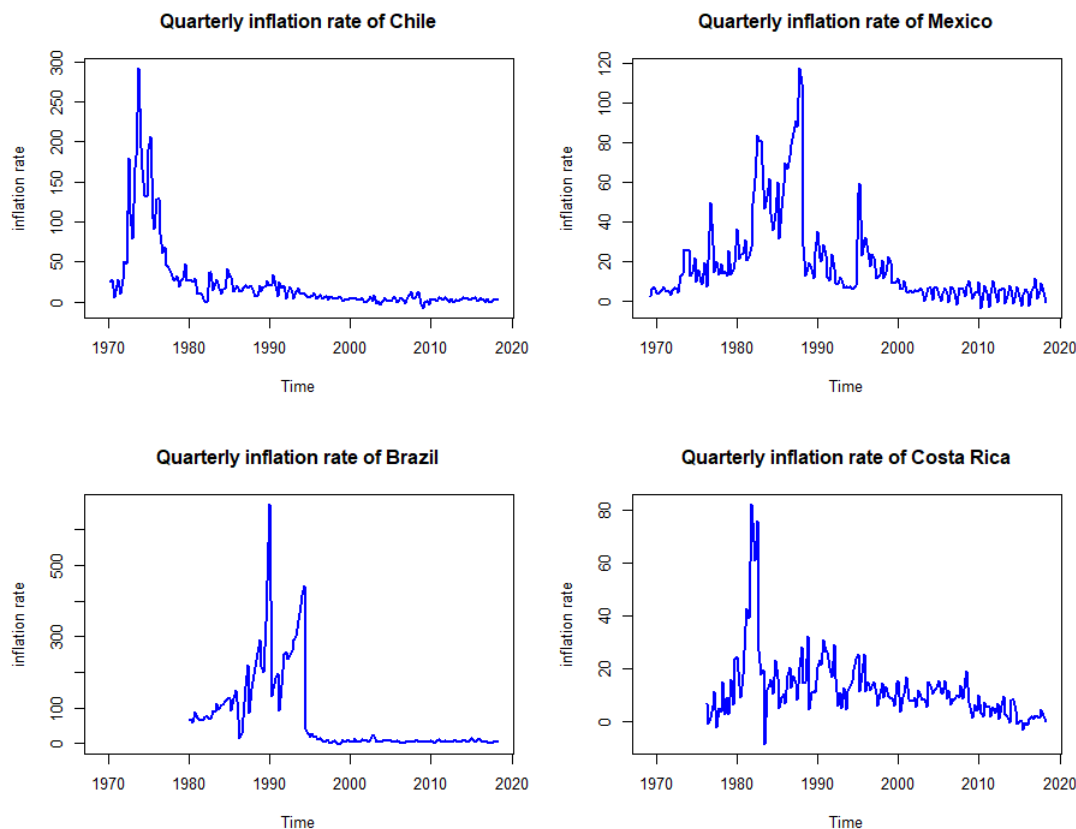 Quarterly inflation rate of Chile
inflation rate
300
250
200
150
100
50
0
1970 1980 1990 2000 2010 2020
Time
Quarterly inflation rate of Mexico
inflation rate
120
100
80
60
40
20
0
1970 1980 1990 2000 2010 2020
Time
Quarterly inflation rate of Brazil
inflation rate
500
300
100
0
1970 1980 1990 2000 2010 2020
Time
Quarterly inflation rate of Costa Rica
inflation rate
80
60
40
20
0
1970 1980 1990 2000 2010 2020
Time